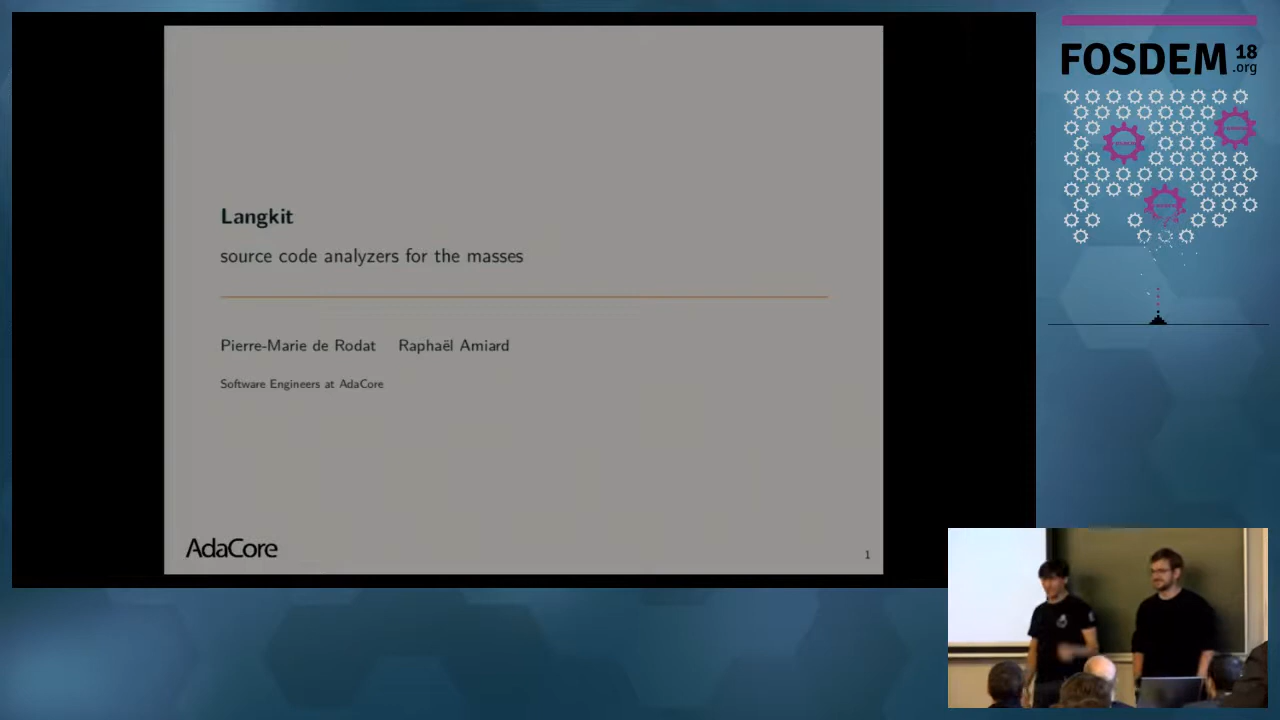 Langkit
source code analyzers for the masses
Pierre-Marie de Rodat Raphaël Amiard
Software Engineers at AdaCore
AdaCore
1
FOSDEM 18
.org